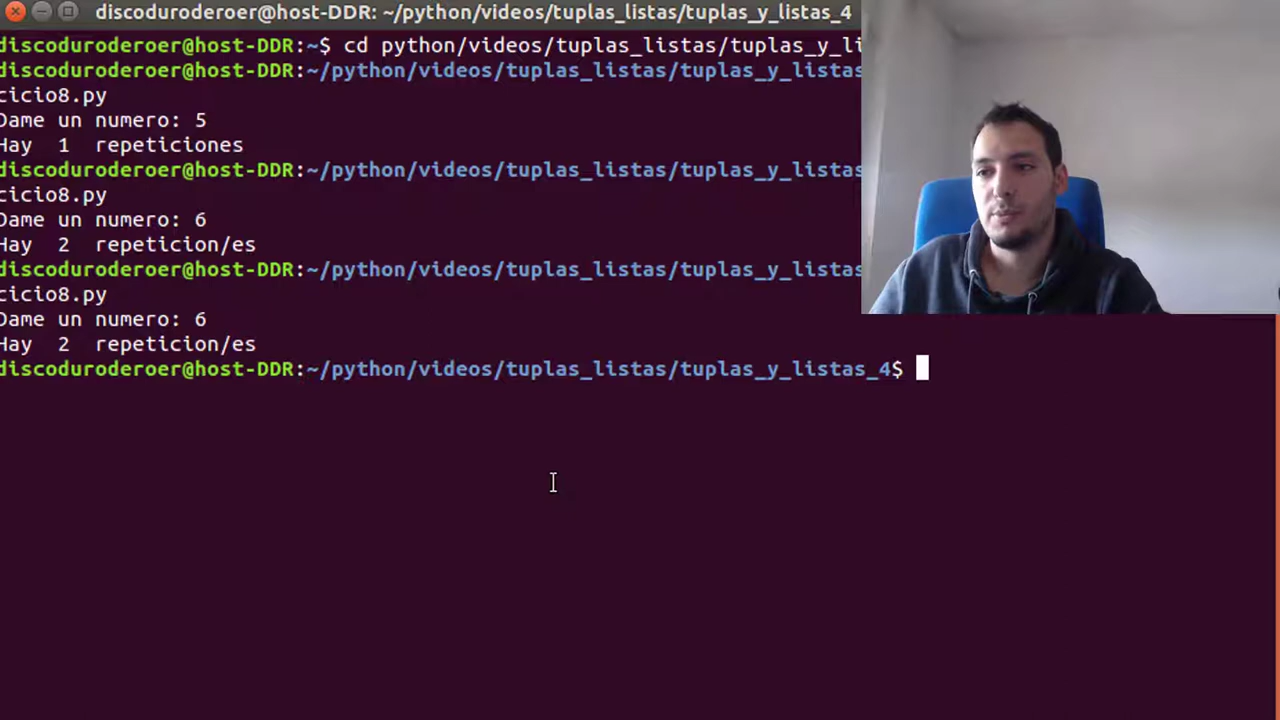 discoduroderoer@host-DDR: ~/python/videos/tuplas_listas/tuplas_y_listas_4
discoduroderoer@host-DDR:~$ cd python/videos/tuplas_listas/tuplas_y_li
discoduroderoer@host-DDR:~/python/videos/tuplas_listas/tuplas_y_listas
cicio8.py
Dame un numero: 5
Hay  1  repeticiones
discoduroderoer@host-DDR:~/python/videos/tuplas_listas/tuplas_y_listas
cicio8.py
Dame un numero: 6
Hay  2  repeticion/es
discoduroderoer@host-DDR:~/python/videos/tuplas_listas/tuplas_y_listas
cicio8.py
Dame un numero: 6
Hay  2  repeticion/es
discoduroderoer@host-DDR:~/python/videos/tuplas_listas/tuplas_y_listas_4$